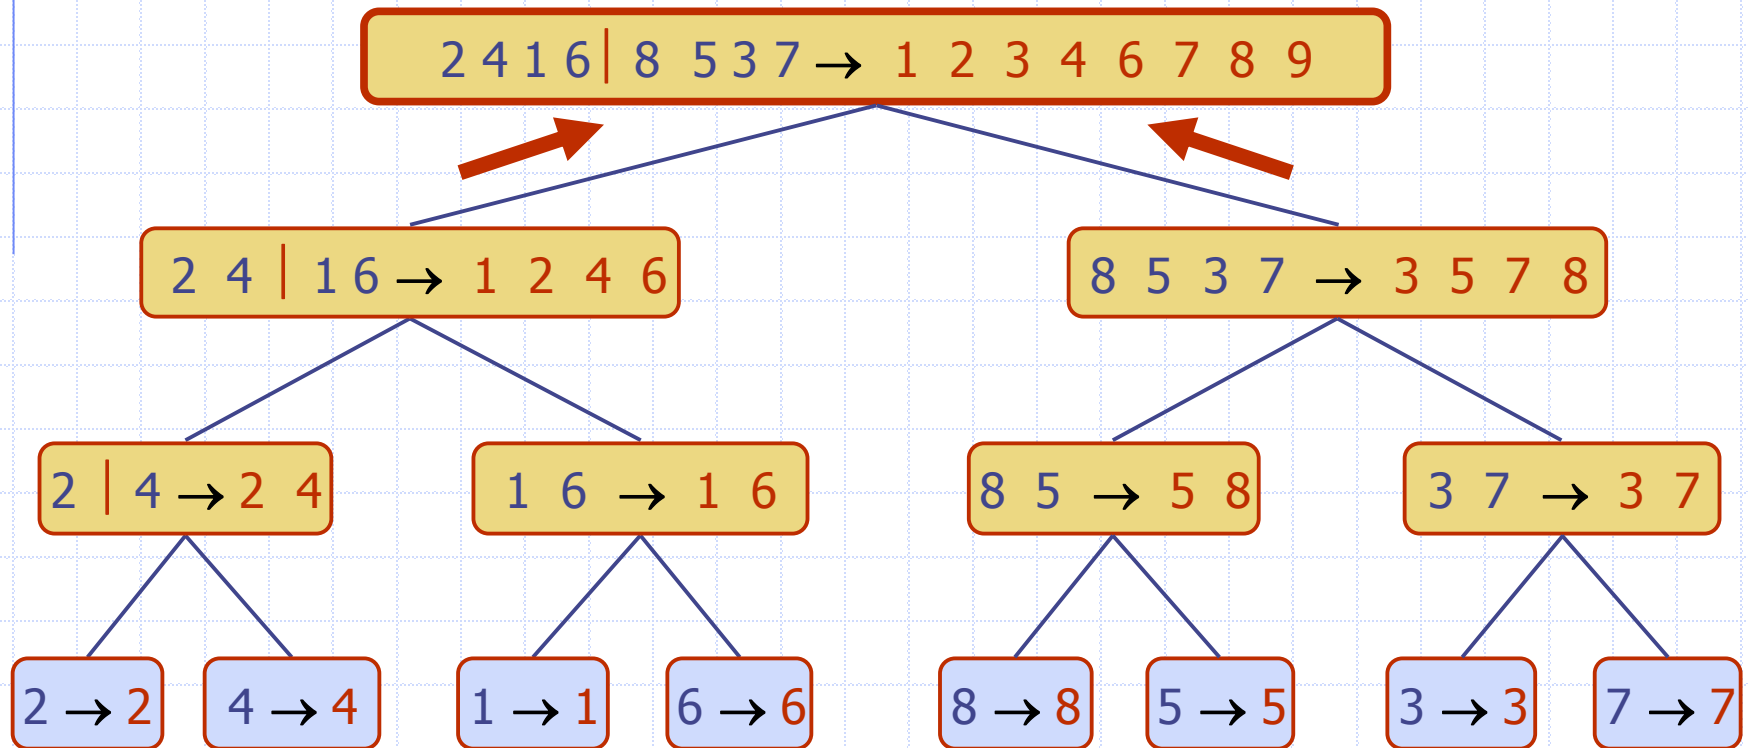 2 4 1 6 | 8 5 3 7 → 1 2 3 4 6 7 8 9
2 4 | 1 6 → 1 2 4 6
8 5 3 7 → 3 5 7 8
2 | 4 → 2 4
1 6 → 1 6
8 5 → 5 8
3 7 → 3 7
2 → 2
4 → 4
1 → 1
6 → 6
8 → 8
5 → 5
3 → 3
7 → 7